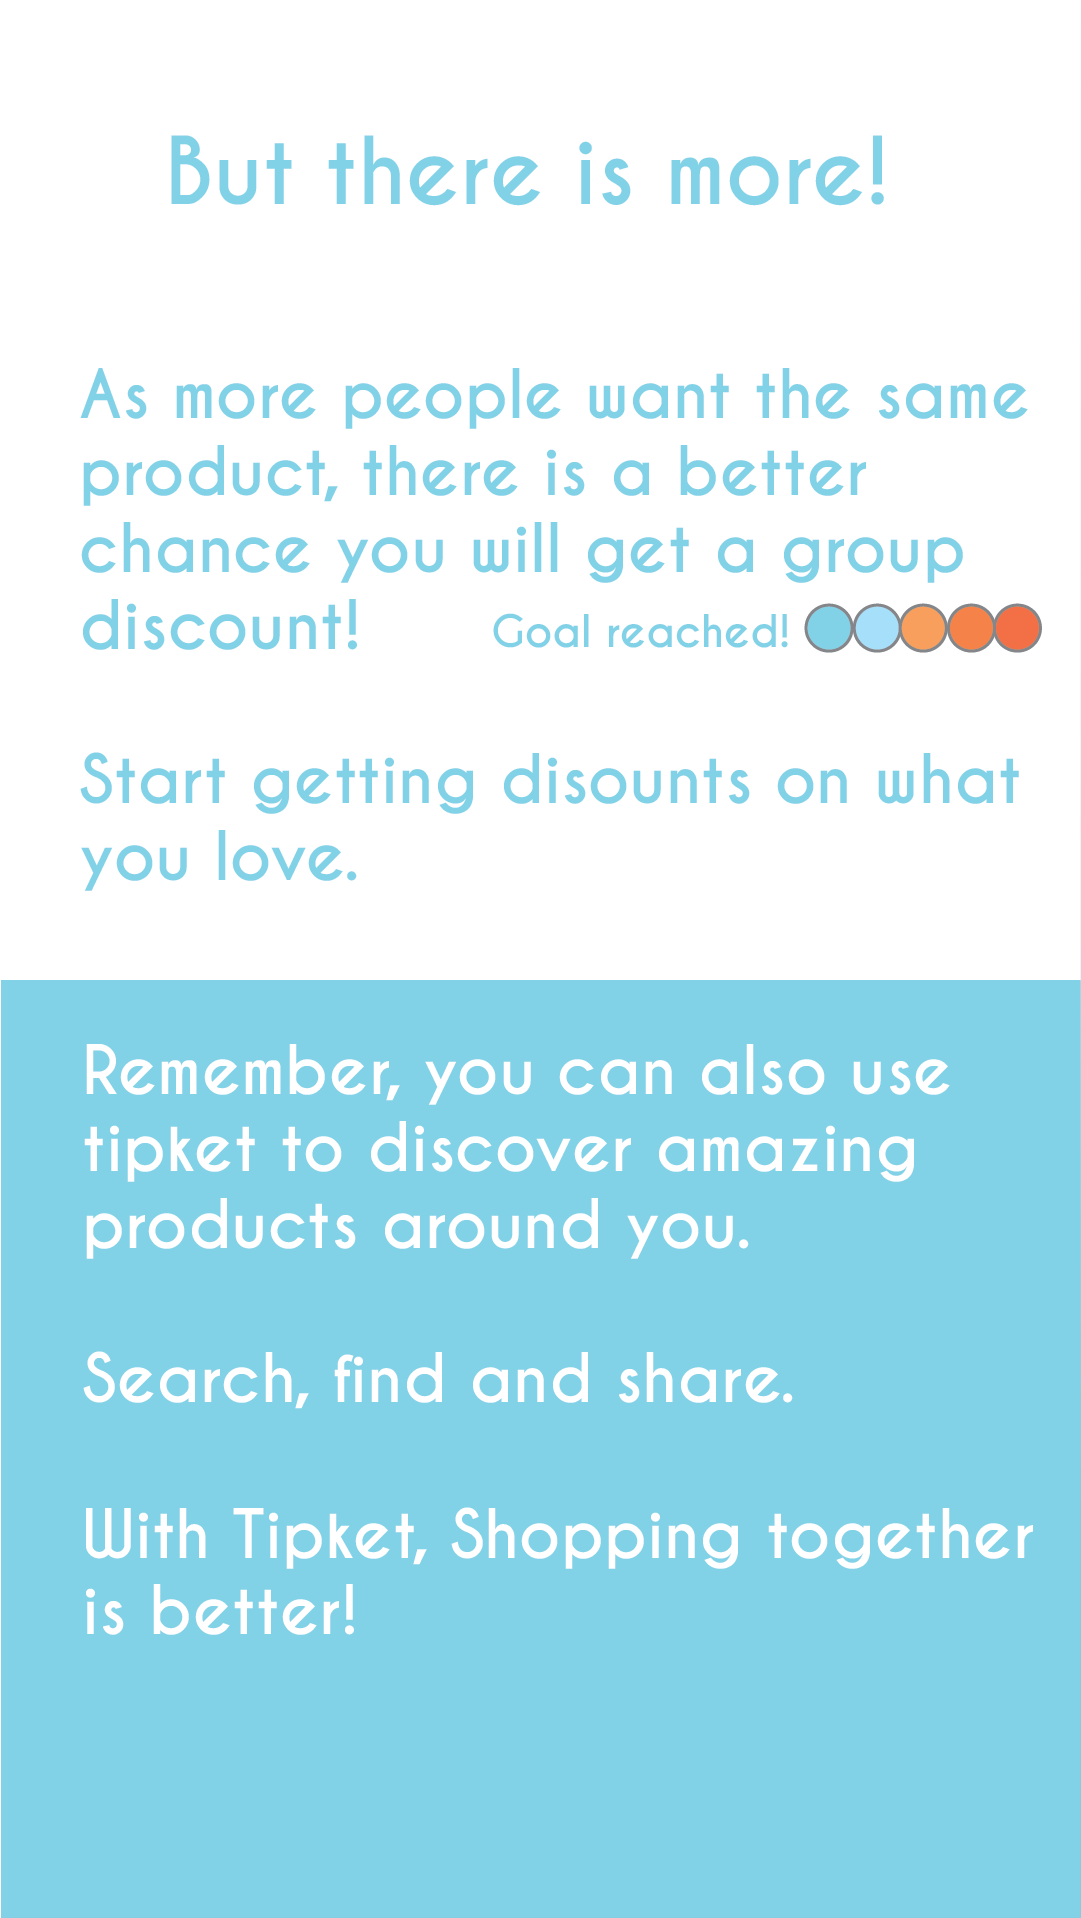 But there is more!
As more people want the same
product, there is a better
chance you will get a group
discount!
Goal reached!
Start getting disounts on what
you love.
Remember, you can also use
tipket to discover amazing
products around you.
Search, find and share.
With Tipket, Shopping together
is better!